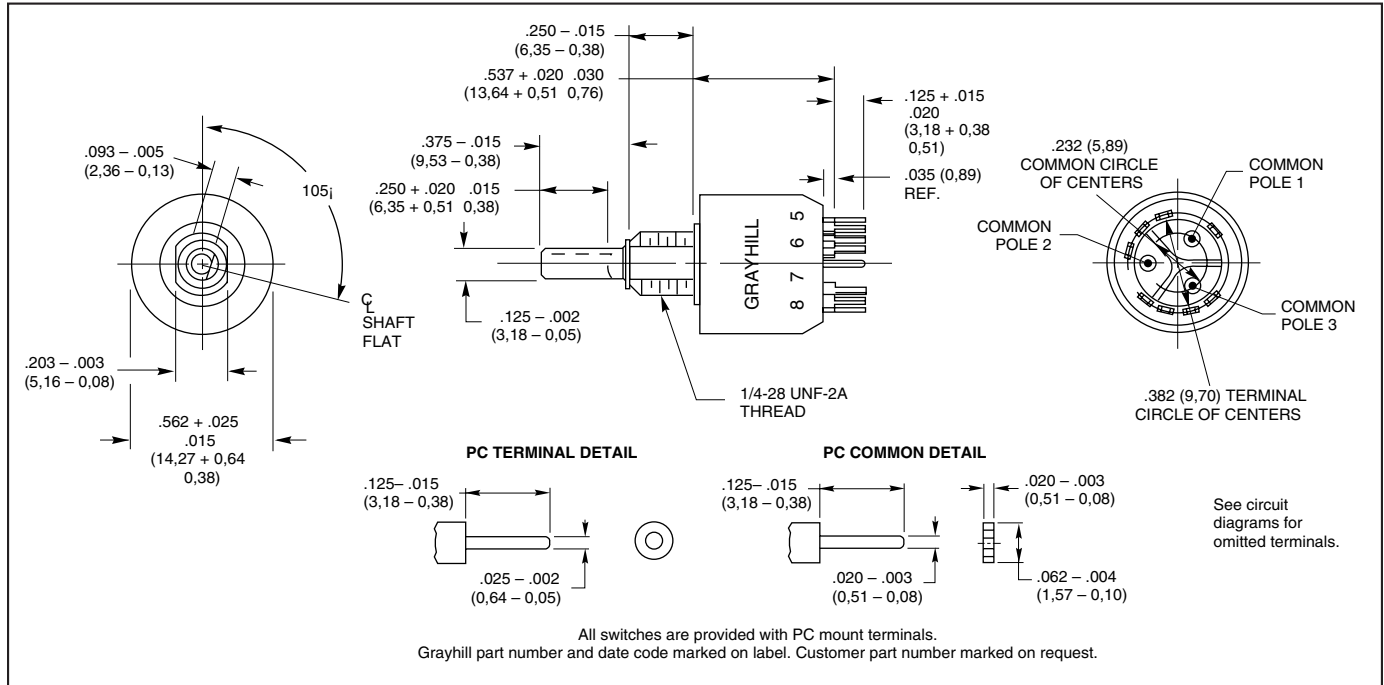 .250 – .015
(6,35 – 0,38)
.537 + .020 .030
(13,64 + 0,51 0,76)
.125 + .015
.020
(3,18 + 0,38
0,51)
.035 (0,89)
REF.
.375 – .015
(9,53 – 0,38)
.250 + .020 .015
(6,35 + 0,51 0,38)
.093 – .005
(2,36 – 0,13)
105¡
CL
SHAFT
FLAT
.203 – .003
(5,16 – 0,08)
.562 + .025
.015
(14,27 + 0,64
0,38)
.125 – .002
(3,18 – 0,05)
GRAYHILL
5
6
7
8
1/4-28 UNF-2A
THREAD
.232 (5,89)
COMMON CIRCLE
OF CENTERS
COMMON
POLE 1
COMMON
POLE 2
COMMON
POLE 3
.382 (9,70) TERMINAL
CIRCLE OF CENTERS
PC TERMINAL DETAIL
.125– .015
(3,18 – 0,38)
.025 – .002
(0,64 – 0,05)
PC COMMON DETAIL
.125– .015
(3,18 – 0,38)
.020 – .003
(0,51 – 0,08)
.020 – .003
(0,51 – 0,08)
.062 – .004
(1,57 – 0,10)
See circuit
diagrams for
omitted terminals.
All switches are provided with PC mount terminals.
Grayhill part number and date code marked on label. Customer part number marked on request.